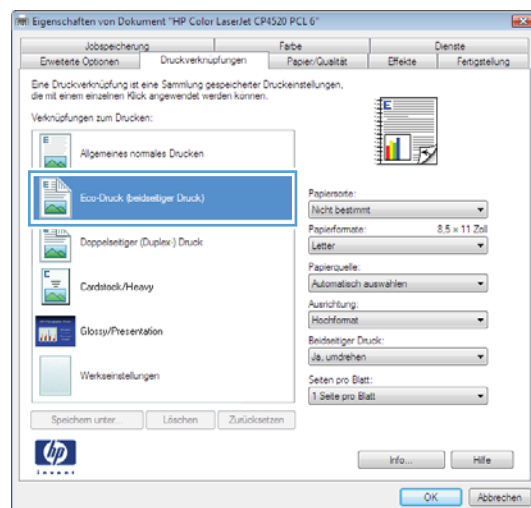 Eigenschaften von Dokument "HP Color LaserJet CP4520 PCL 6"
Jobspeicherung Farbe Dienste
Erweiterte Optionen Druckverknüpfungen Papier/Qualität Effekte Fertigstellung
Eine Druckverknüpfung ist eine Sammlung gespeicherter Druckeinstellungen,
die mit einem einzelnen Klick angewendet werden können.
Verknüpfungen zum Drucken:
E
Allgemeines normales Drucken
E
Eco-Druck (beidseitiger Druck)
Doppelseitiger (Duplex-) Druck
E
Cardstock/Heavy
Glossy/Presentation
Werkseinstellungen
Speichern unter... Löschen Zurücksetzen
E
Papiersorte:
Nicht bestimmt
Papierformate: 8,5 × 11 Zoll
Letter
Papierquelle:
Automatisch auswählen
Ausrichtung:
Hochformat
Beidseitiger Druck:
Ja, umdrehen
Seiten pro Blatt:
1 Seite pro Blatt
hp
invent
Info... Hilfe
OK Abbrechen